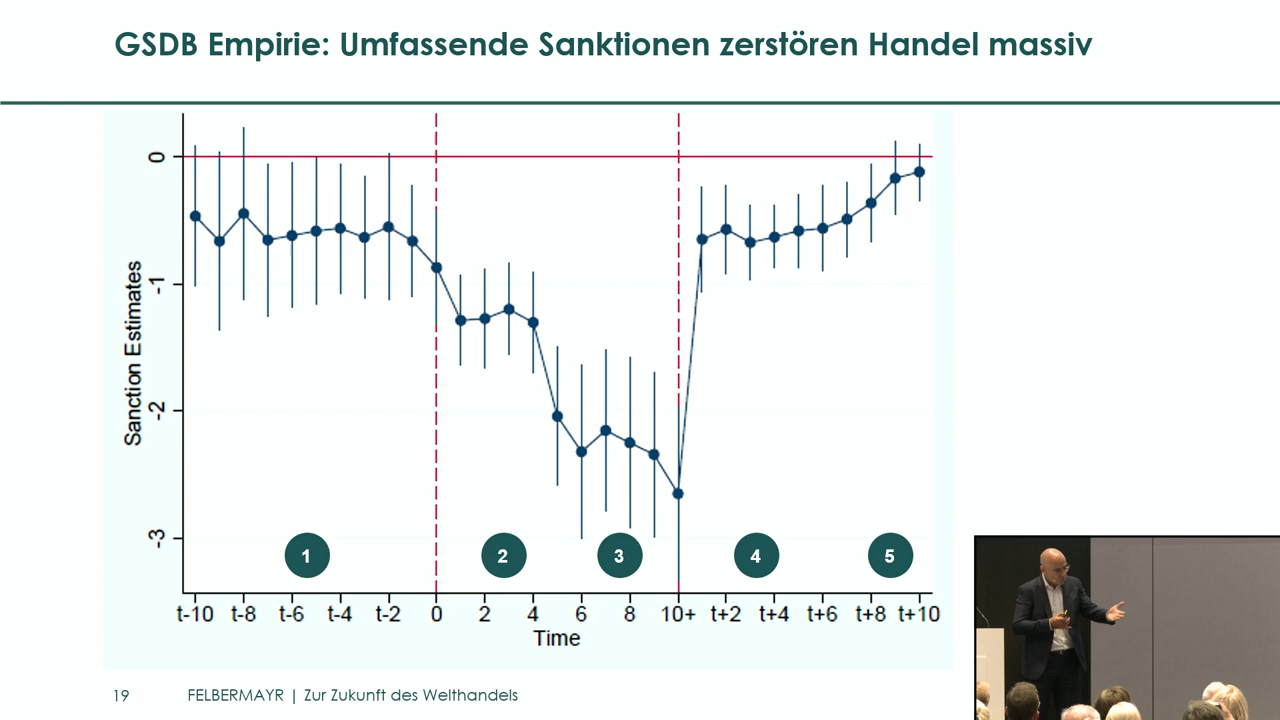 GSDB Empirie: Umfassende Sanktionen zerstören Handel massiv
0
-1
-2
-3
Sanction Estimates
1
2
3
4
5
t-10 t-8 t-6 t-4 t-2 0 2 4 6 8 10+ t+2 t+4 t+6 t+8 t+10
Time
19 FELBERMAYR | Zur Zukunft des Welthandels